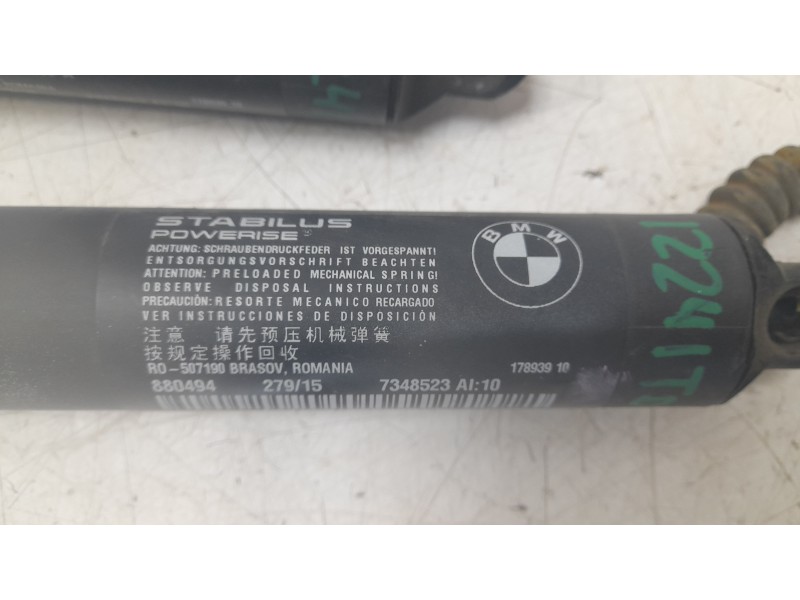 STABILUS
POWERISE
BMW
ACHTUNG: SCHRAUBENDRUCKFEDER IST VORGESPANNT!
ENTSORGUNGSVORSCHRIFT BEACHTEN
ATTENTION: PRELOADED MECHANICAL SPRING!
OBSERVE DISPOSAL INSTRUCTIONS
PRECAUCIÓN: RESORTE MECANICO RECARGADO
VER INSTRUCCIONES DE DISPOSICIÓN
注意 请先预压机械弹簧
按规定操作回收
RO-507190 BRASOV, ROMANIA
178939 10
880494 279/15 7348523 AI:10
12241T